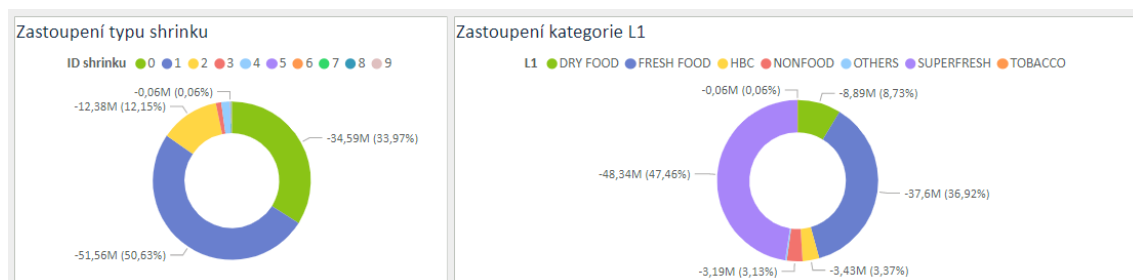 Zastoupení typu shrinku
ID shrinku 0 1 2 3 4 5 6 7 8 9
-0,06M (0,06%)
-12,38M (12,15%)
-34,59M (33,97%)
-51,56M (50,63%)
Zastoupení kategorie L1
L1 DRY FOOD FRESH FOOD HBC NONFOOD OTHERS SUPERFRESH TOBACCO
-0,06M (0,06%)
-8,89M (8,73%)
-48,34M (47,46%)
-37,6M (36,92%)
-3,19M (3,13%)
-3,43M (3,37%)